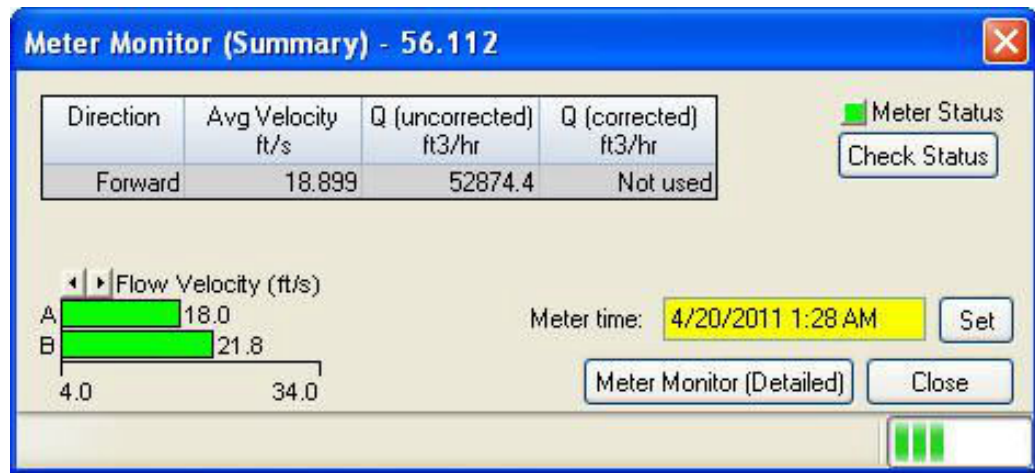 Meter Monitor (Summary) - 56.112
Direction Avg Velocity ft/s Q (uncorrected) ft3/hr Q (corrected) ft3/hr
Forward 18.899 52874.4 Not used
Meter Status
Check Status
Flow Velocity (ft/s)
A 18.0
B 21.8
4.0 34.0
Meter time: 4/20/2011 1:28 AM Set
Meter Monitor (Detailed) Close